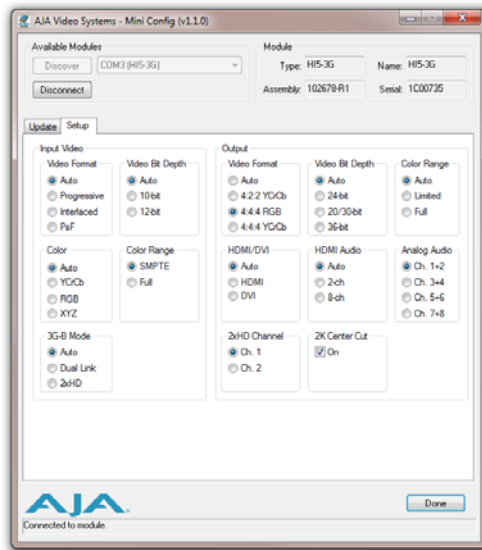 AJA Video Systems - Mini Config (v1.1.0)
Available Modules
Discover
COM3 (HI5-3G)
Disconnect
Module
Type: HI5-3G
Name: HI5-3G
Assembly: 102678-R1
Serial: 1C00735
Update
Setup
Input Video
Video Format
Auto
Progressive
Interlaced
PsF
Video Bit Depth
Auto
10-bit
12-bit
Color
Auto
YCrCb
RGB
XYZ
Color Range
SMPTE
Full
3G-B Mode
Auto
Dual Link
2xHD
Output
Video Format
Auto
4:2:2 YCrCb
4:4:4 RGB
4:4:4 YCrCb
Video Bit Depth
Auto
24-bit
20/30-bit
36-bit
Color Range
Auto
Limited
Full
HDMI/DVI
Auto
HDMI
DVI
HDMI Audio
Auto
2-ch
8-ch
Analog Audio
Ch. 1+2
Ch. 3+4
Ch. 5+6
Ch. 7+8
2xHD Channel
Ch. 1
Ch. 2
2K Center Cut
On
AJA
Done
Connected to module.